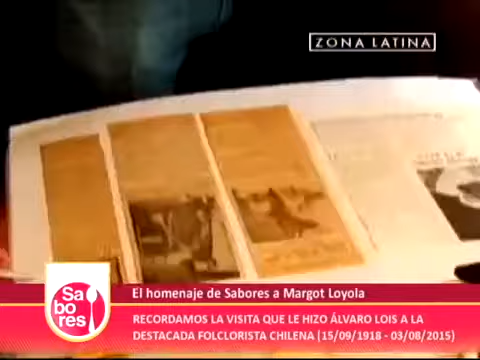 ZONA LATINA
Sa
bo
res
El homenaje de Sabores a Margot Loyola
RECORDAMOS LA VISITA QUE LE HIZO ÁLVARO LOIS A LA
DESTACADA FOLCLORISTA CHILENA (15/09/1918 - 03/08/2015)